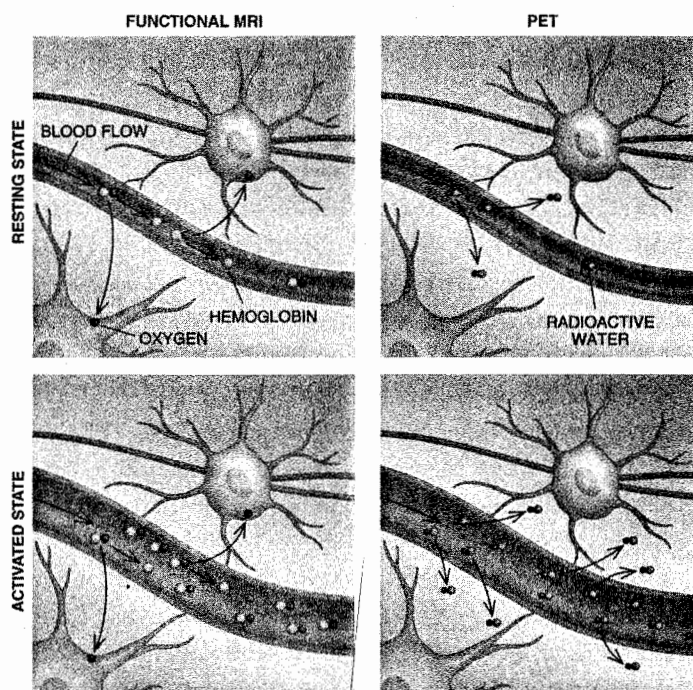 FUNCTIONAL MRI
PET
RESTING STATE
BLOOD FLOW
HEMOGLOBIN
OXYGEN
RADIOACTIVE
WATER
ACTIVATED STATE